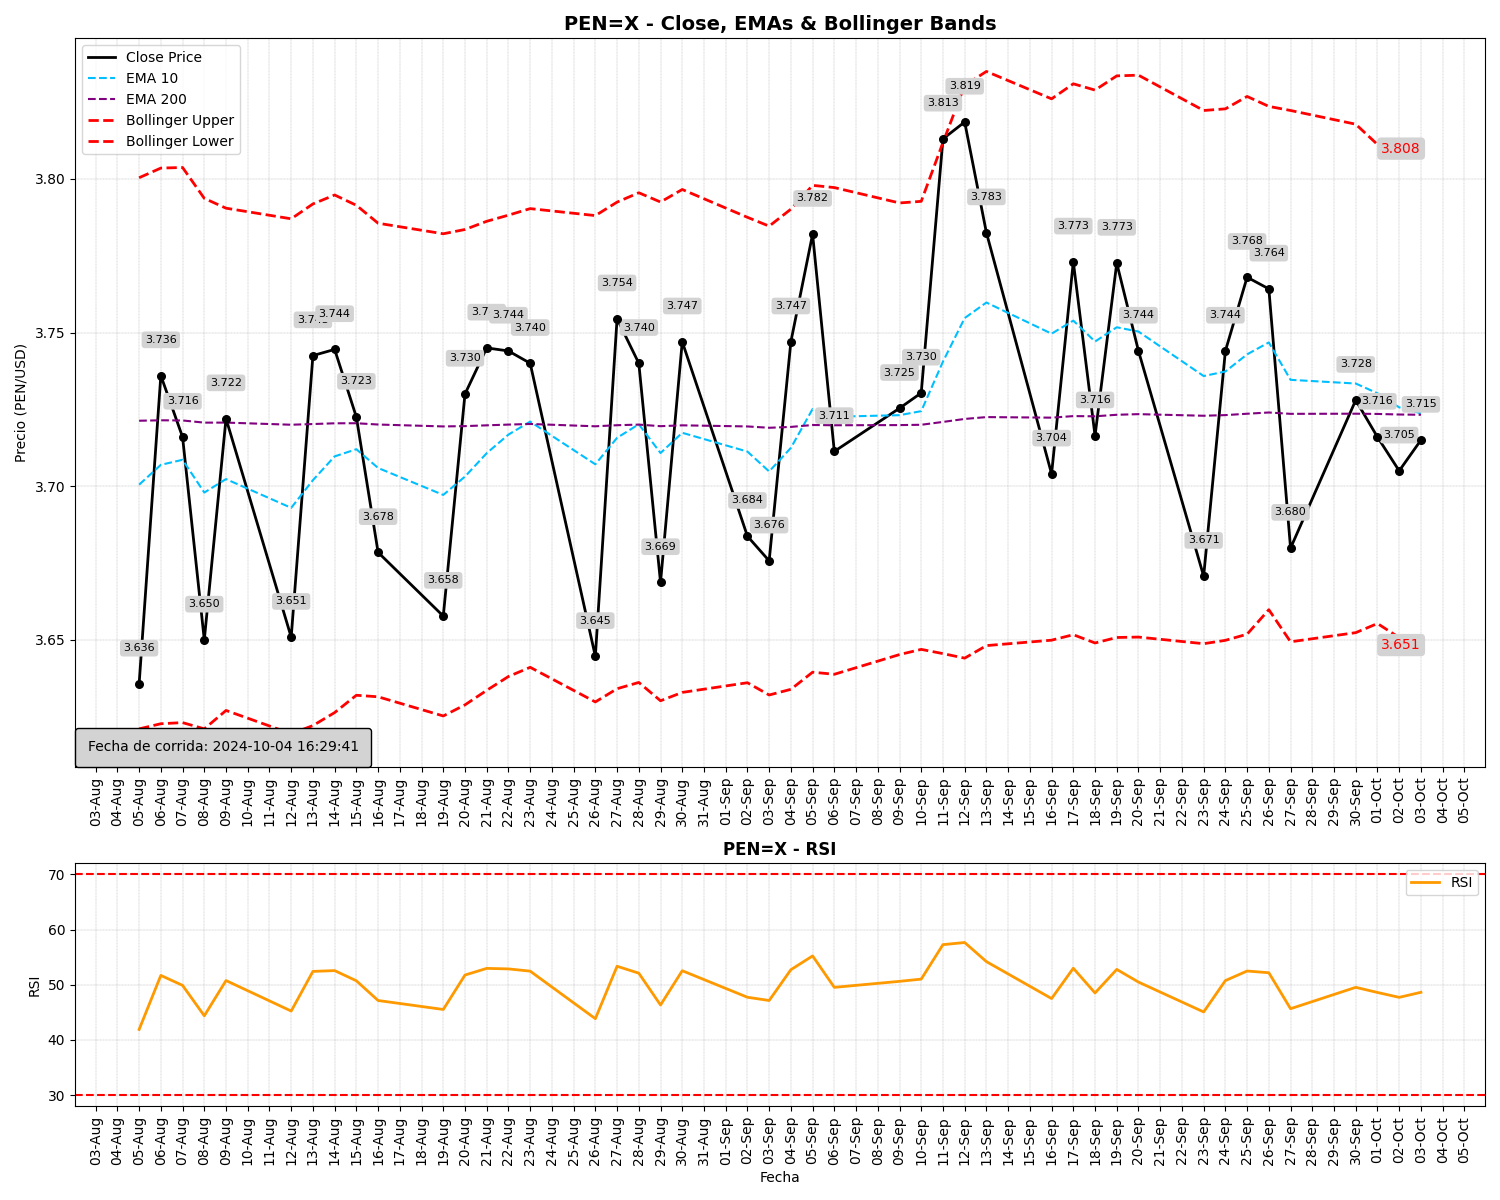 PEN=X - Close, EMAs & Bollinger Bands
Close Price
EMA 10
EMA 200
Bollinger Upper
Bollinger Lower
Precio (PEN/USD)
3.80
3.75
3.70
3.65
3.636
3.736
3.716
3.650
3.722
3.651
3.744
3.723
3.678
3.658
3.730
3.744
3.740
3.645
3.754
3.740
3.669
3.747
3.684
3.676
3.747
3.782
3.711
3.725
3.730
3.813
3.819
3.783
3.704
3.773
3.716
3.773
3.744
3.671
3.744
3.768
3.764
3.680
3.728
3.716
3.705
3.715
3.808
3.651
Fecha de corrida: 2024-10-04 16:29:41
03-Aug
04-Aug
05-Aug
06-Aug
07-Aug
08-Aug
09-Aug
10-Aug
11-Aug
12-Aug
13-Aug
14-Aug
15-Aug
16-Aug
17-Aug
18-Aug
19-Aug
20-Aug
21-Aug
22-Aug
23-Aug
24-Aug
25-Aug
26-Aug
27-Aug
28-Aug
29-Aug
30-Aug
31-Aug
01-Sep
02-Sep
03-Sep
04-Sep
05-Sep
06-Sep
07-Sep
08-Sep
09-Sep
10-Sep
11-Sep
12-Sep
13-Sep
14-Sep
15-Sep
16-Sep
17-Sep
18-Sep
19-Sep
20-Sep
21-Sep
22-Sep
23-Sep
24-Sep
25-Sep
26-Sep
27-Sep
28-Sep
29-Sep
30-Sep
01-Oct
02-Oct
03-Oct
04-Oct
05-Oct
PEN=X - RSI
RSI
RSI
70
60
50
40
30
03-Aug
04-Aug
05-Aug
06-Aug
07-Aug
08-Aug
09-Aug
10-Aug
11-Aug
12-Aug
13-Aug
14-Aug
15-Aug
16-Aug
17-Aug
18-Aug
19-Aug
20-Aug
21-Aug
22-Aug
23-Aug
24-Aug
25-Aug
26-Aug
27-Aug
28-Aug
29-Aug
30-Aug
31-Aug
01-Sep
02-Sep
03-Sep
04-Sep
05-Sep
06-Sep
07-Sep
08-Sep
09-Sep
10-Sep
11-Sep
12-Sep
13-Sep
14-Sep
15-Sep
16-Sep
17-Sep
18-Sep
19-Sep
20-Sep
21-Sep
22-Sep
23-Sep
24-Sep
25-Sep
26-Sep
27-Sep
28-Sep
29-Sep
30-Sep
01-Oct
02-Oct
03-Oct
04-Oct
05-Oct
Fecha